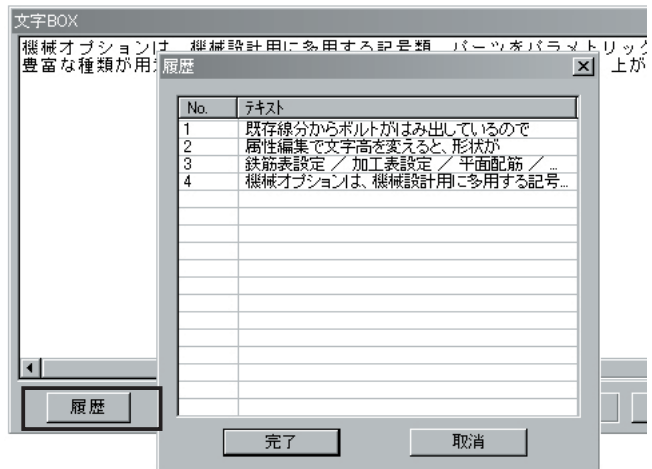 文字BOX
機械オプションは、機械設計用に多用する記号類、パーツをパラメトリック
豊富な種類が用
上が
履歴
No. テキスト
1 既存線分からボルトがはみ出しているので
2 属性編集で文字高を変えると、形状が
3 鉄筋表設定 ／ 加工表設定 ／ 平面配筋 ／ ...
4 機械オプションは、機械設計用に多用する記号...
履歴
完了
取消